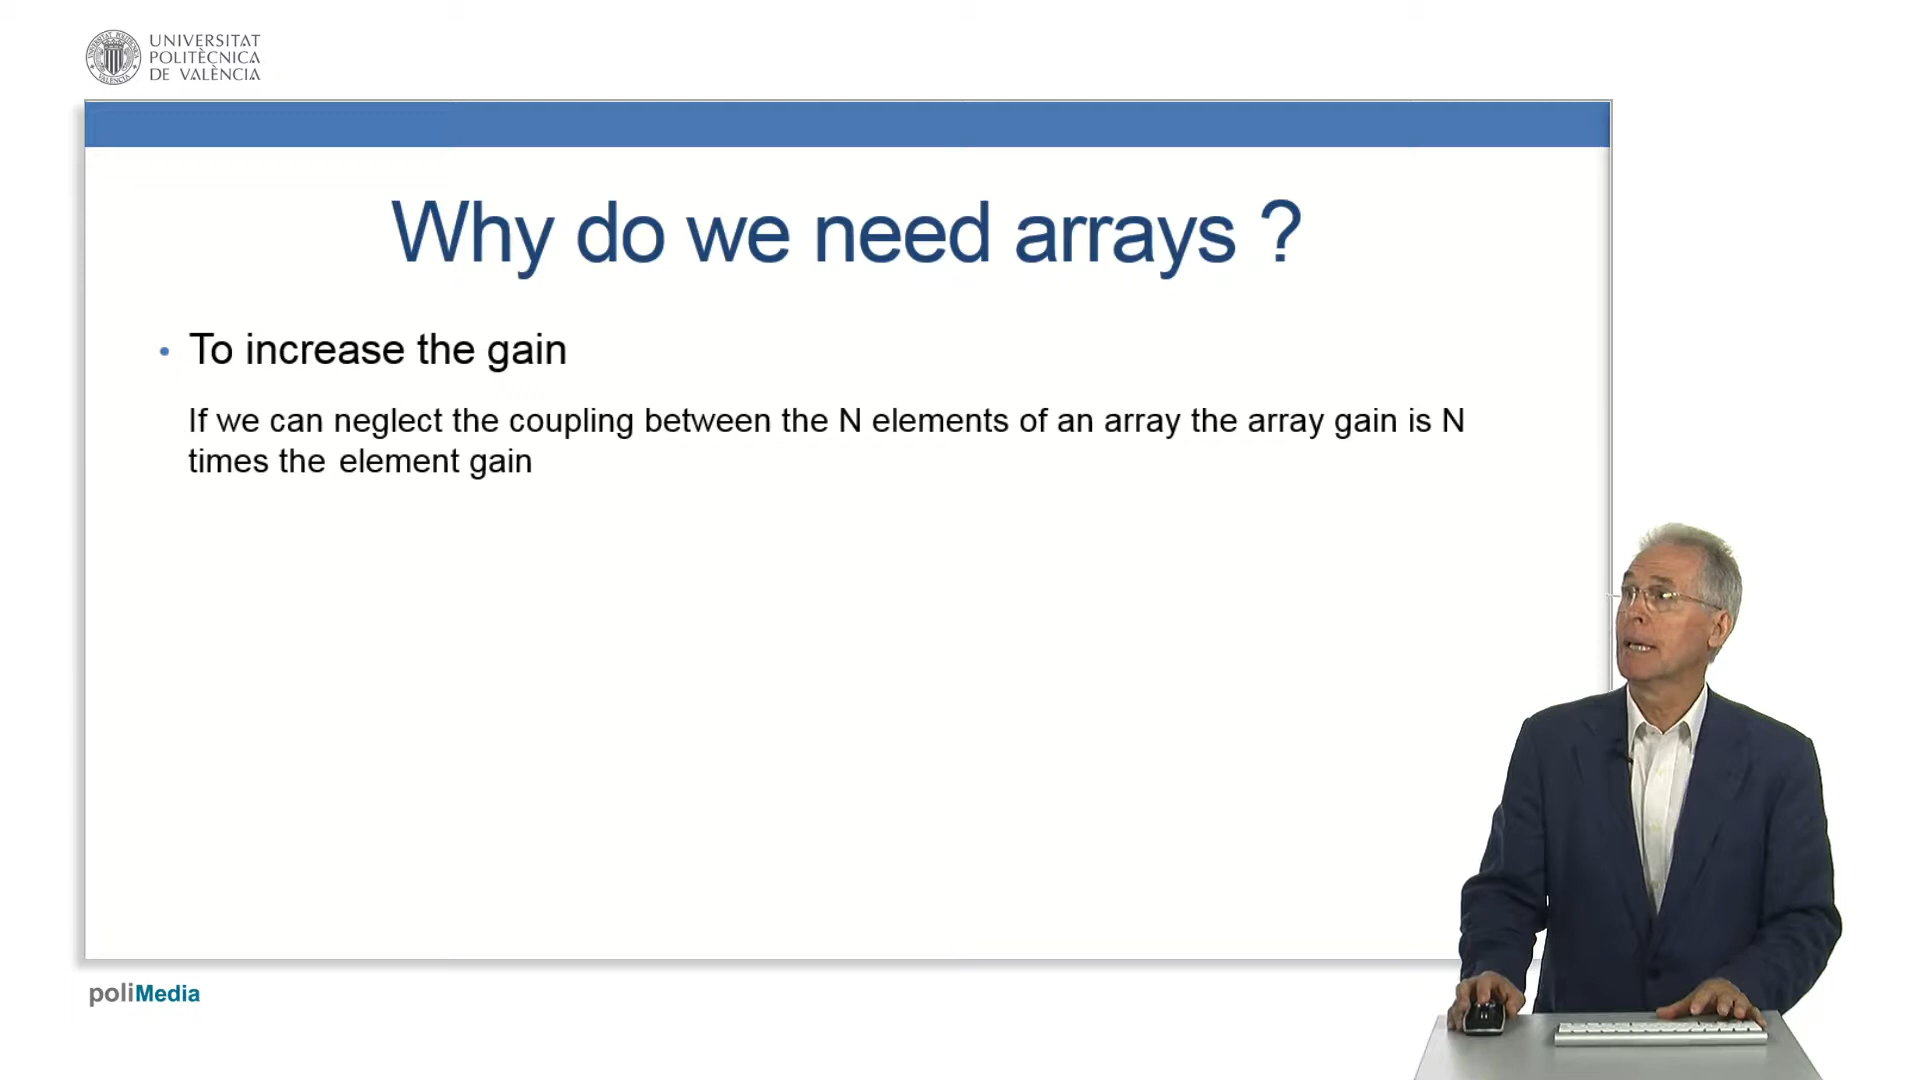 UNIVERSITAT
POLITÈCNICA
DE VALÈNCIA
Why do we need arrays ?
• To increase the gain
If we can neglect the coupling between the N elements of an array the array gain is N
times the element gain
poliMedia